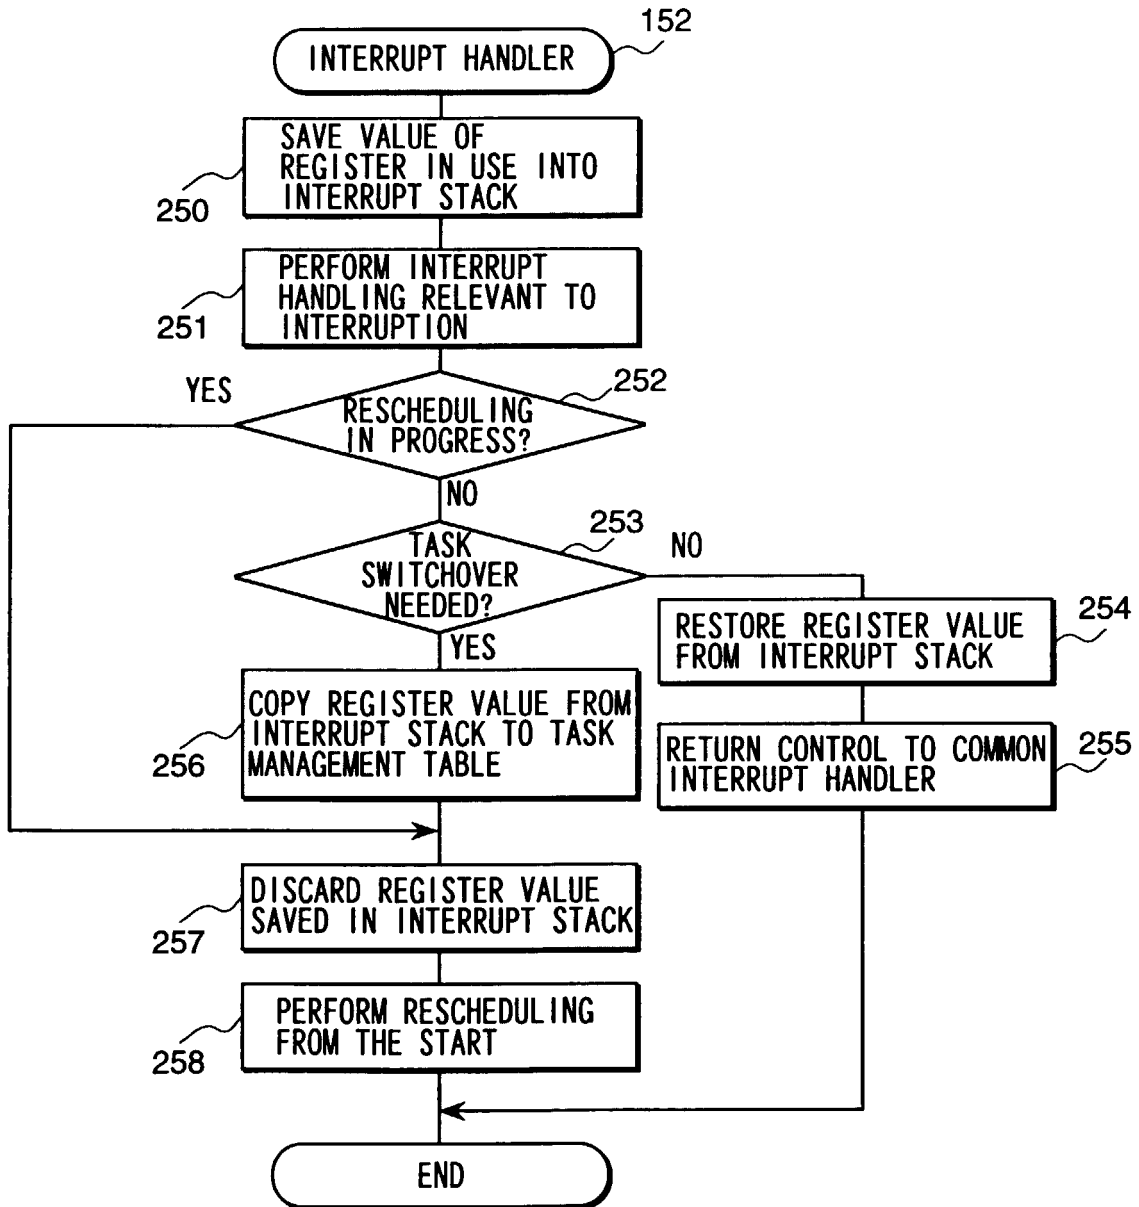 152
INTERRUPT HANDLER
SAVE VALUE OF
REGISTER IN USE INTO
INTERRUPT STACK
250
PERFORM INTERRUPT
HANDLING RELEVANT TO
INTERRUPTION
251
YES
252
RESCHEDULING
IN PROGRESS?
NO
253
TASK
SWITCHOVER
NEEDED?
NO
YES
254
RESTORE REGISTER VALUE
FROM INTERRUPT STACK
COPY REGISTER VALUE FROM
INTERRUPT STACK TO TASK
MANAGEMENT TABLE
256
RETURN CONTROL TO COMMON
INTERRUPT HANDLER
255
DISCARD REGISTER VALUE
SAVED IN INTERRUPT STACK
257
PERFORM RESCHEDULING
FROM THE START
258
END